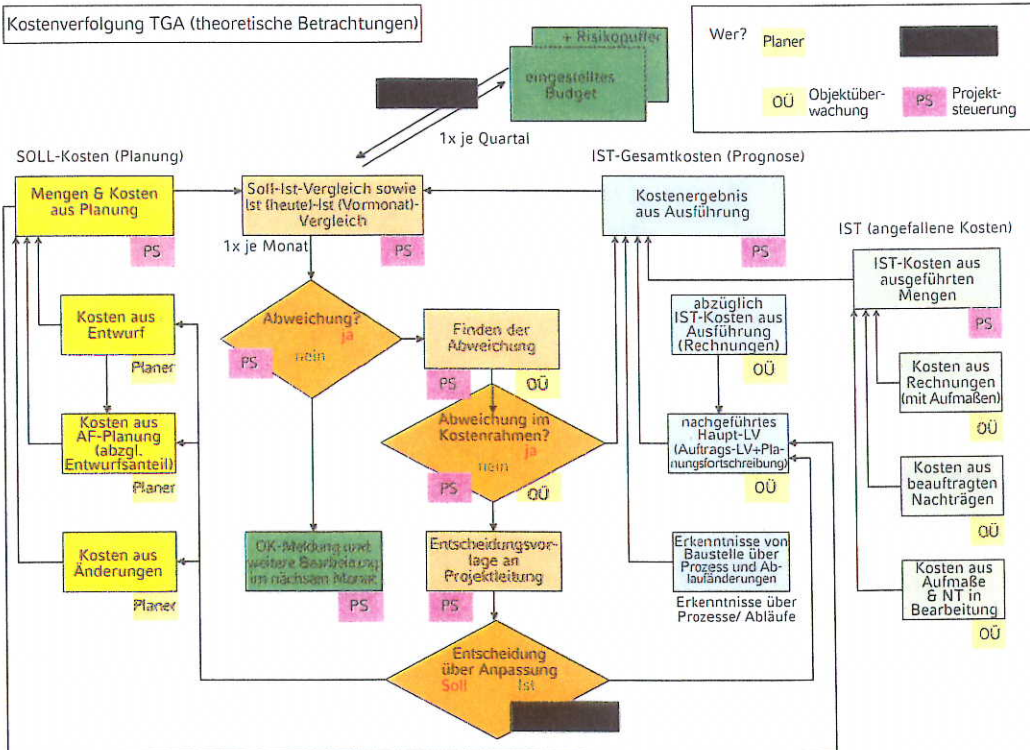 Kostenverfolgung TGA (theoretische Betrachtungen)
Wer?
Planer
OÜ
Objektüber-
wachung
PS
Projekt-
steuerung
+ Risikopuffer
eingestelltes
Budget
1x je Quartal
SOLL-Kosten (Planung)
Mengen & Kosten
aus Planung
PS
Soll-Ist-Vergleich sowie
Ist (heute)-Ist (Vormonat)-
Vergleich
PS
1x je Monat
IST-Gesamtkosten (Prognose)
Kostenergebnis
aus Ausführung
PS
IST (angefallene Kosten)
IST-Kosten aus
ausgeführten
Mengen
PS
Kosten aus
Entwurf
Planer
Abweichung?
ja
nein
PS
Finden der
Abweichung
PS
OÜ
abzüglich
IST-Kosten aus
Ausführung
(Rechnungen)
OÜ
Kosten aus
Rechnungen
(mit Aufmaßen)
OÜ
Kosten aus
AF-Planung
(abzgl.
Entwurfsanteil)
Planer
Abweichung im
Kostenrahmen?
ja
nein
PS
OÜ
nachgeführtes
Haupt-LV
(Auftrags-LV+Pla-
nungsfortschreibung)
OÜ
Kosten aus
beauftragten
Nachträgen
OÜ
Kosten aus
Änderungen
Planer
OK-Meldung und
weitere Bearbeitung
im nächsten Monat
PS
Entscheidungsvor-
lage an
Projektleitung
PS
Erkenntnisse von
Baustelle über
Prozess und Ab-
laufänderungen
Erkenntnisse über
Prozesse/ Abläufe
Kosten aus
Aufmaße
& NT in
Bearbeitung
OÜ
Entscheidung
über Anpassung
Soll
Ist